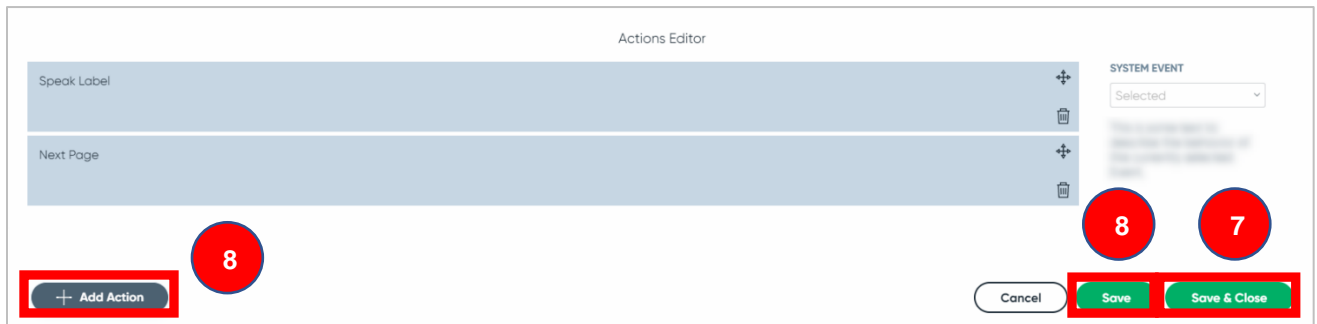 Actions Editor
Speak Label
SYSTEM EVENT
Selected
Next Page
8
8
7
+ Add Action
Cancel
Save
Save & Close